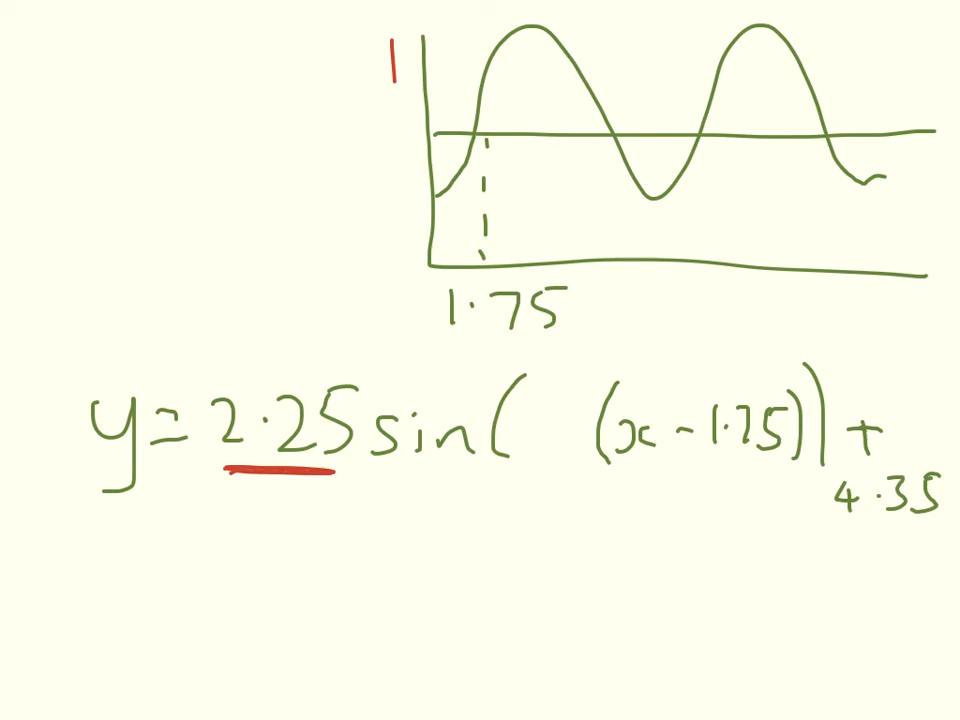 1.75
y = 2.25 sin( (x - 1.75)) +
4.35